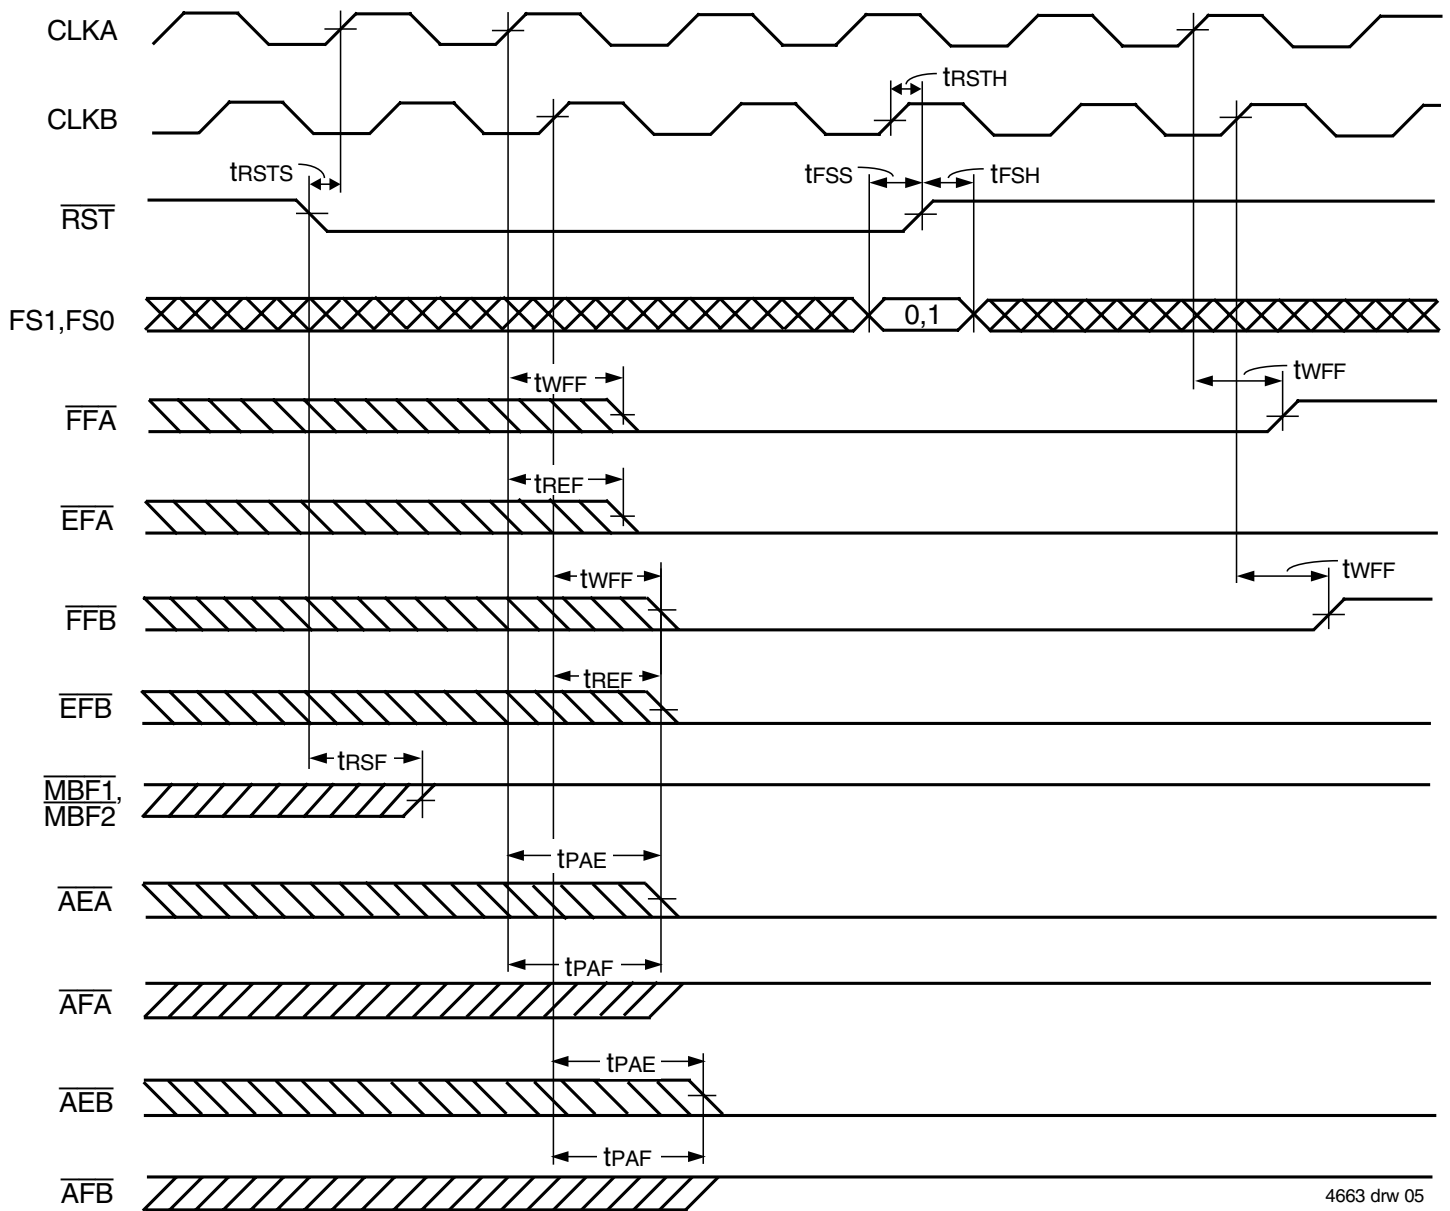 CLKA
tRSTH
CLKB
tRSTS
tFSS
tFSH
RST
FS1,FS0
0,1
tWFF
tWFF
FFA
tREF
EFA
tWFF
tWFF
FFB
tREF
EFB
tRSF
MBF1,
MBF2
tPAE
AEA
tPAF
AFA
tPAE
AEB
tPAF
AFB
4663 drw 05